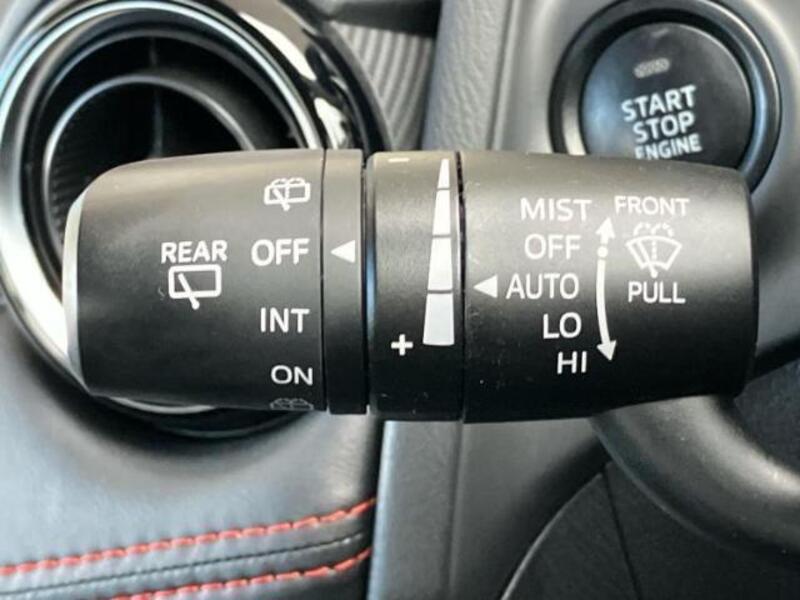 START
STOP
ENGINE
REAR
OFF
INT
ON
-
+
MIST
OFF
AUTO
LO
HI
FRONT
PULL